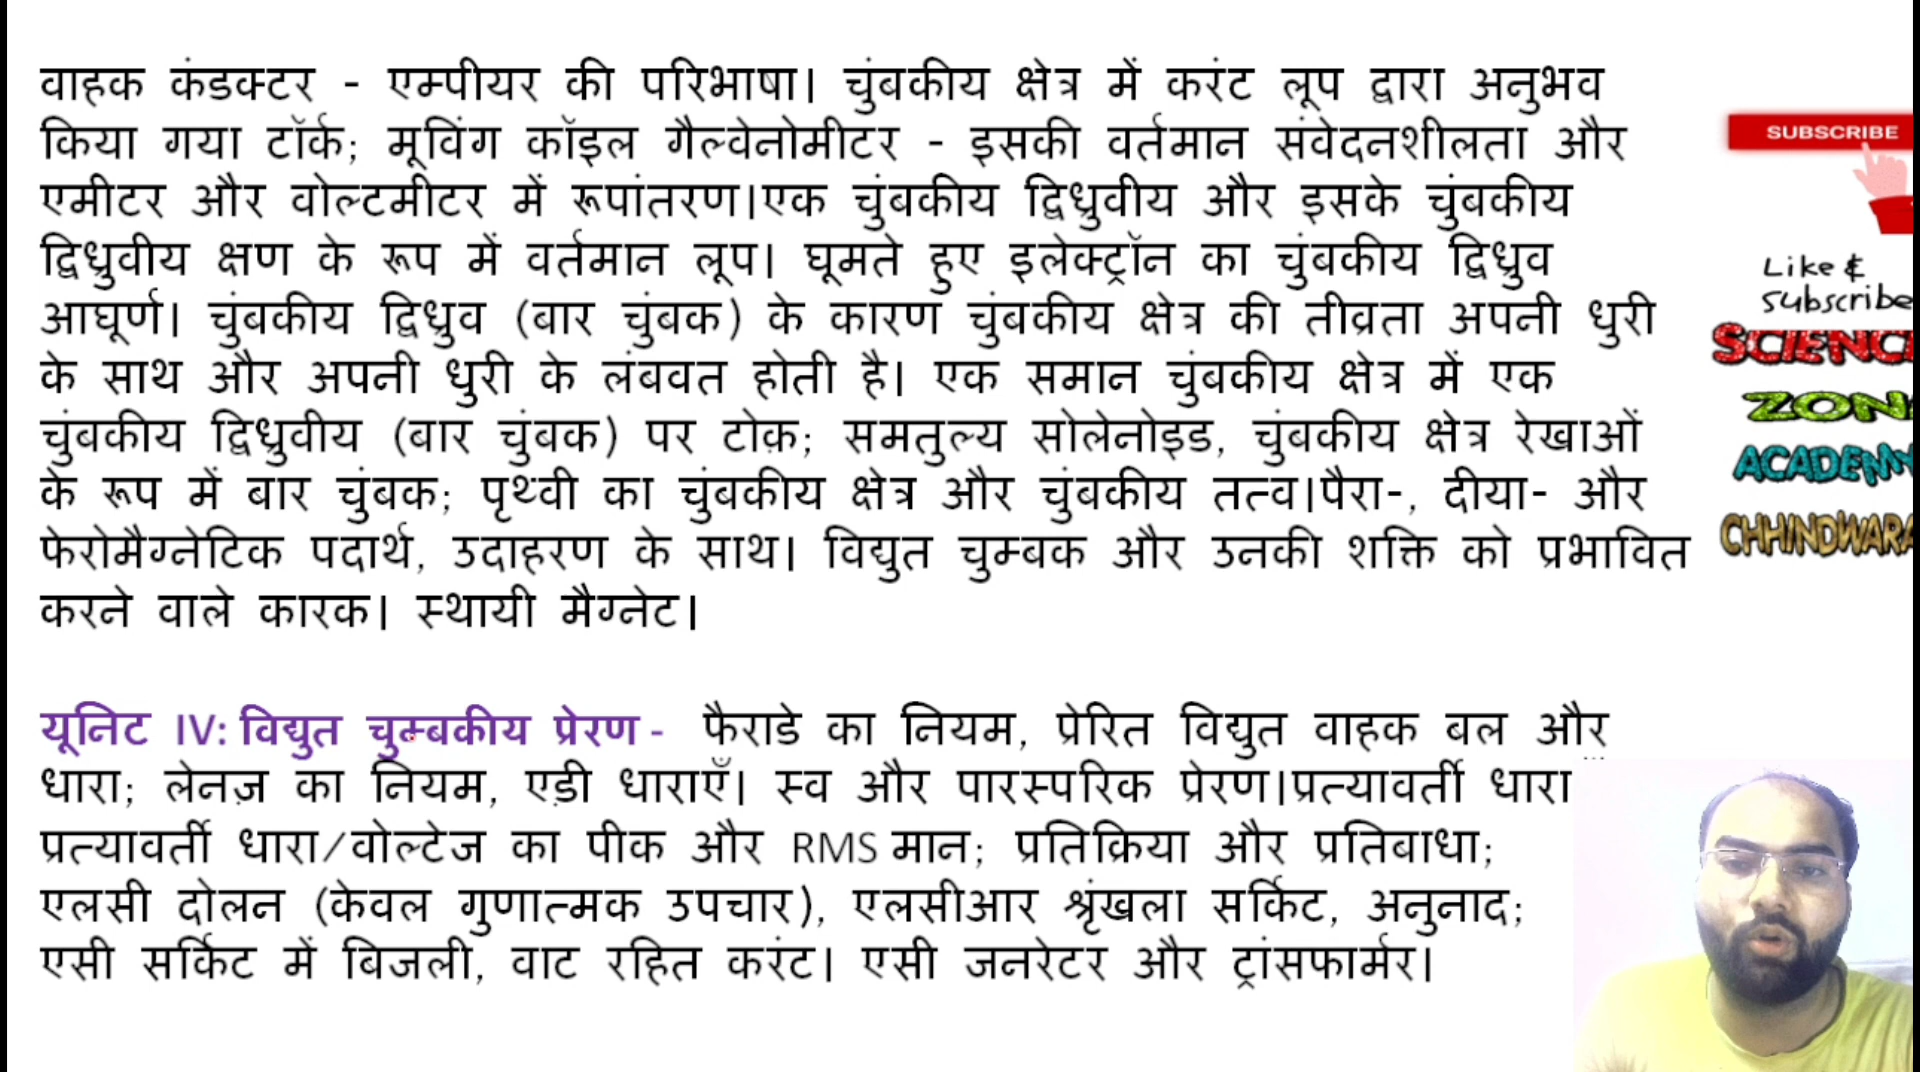 वाहक कंडक्टर - एम्पीयर की परिभाषा। चुंबकीय क्षेत्र में करंट लूप द्वारा अनुभव
किया गया टॉर्क; मूविंग कॉइल गैल्वेनोमीटर - इसकी वर्तमान संवेदनशीलता और
एमीटर और वोल्टमीटर में रूपांतरण।एक चुंबकीय द्विध्रुवीय और इसके चुंबकीय
द्विध्रुवीय क्षण के रूप में वर्तमान लूप। घूमते हुए इलेक्ट्रॉन का चुंबकीय द्विध्रुव
आघूर्ण। चुंबकीय द्विध्रुव (बार चुंबक) के कारण चुंबकीय क्षेत्र की तीव्रता अपनी धुरी
के साथ और अपनी धुरी के लंबवत होती है। एक समान चुंबकीय क्षेत्र में एक
चुंबकीय द्विध्रुवीय (बार चुंबक) पर टोक़; समतुल्य सोलेनोइड, चुंबकीय क्षेत्र रेखाओं
के रूप में बार चुंबक; पृथ्वी का चुंबकीय क्षेत्र और चुंबकीय तत्व।पैरा-, दीया- और
फेरोमैग्नेटिक पदार्थ, उदाहरण के साथ। विद्युत चुम्बक और उनकी शक्ति को प्रभावित
करने वाले कारक। स्थायी मैग्नेट।
यूनिट IV: विद्युत चुम्बकीय प्रेरण - फैराडे का नियम, प्रेरित विद्युत वाहक बल और
धारा; लेनज़ का नियम, एड़ी धाराएँ। स्व और पारस्परिक प्रेरण।प्रत्यावर्ती धारा
प्रत्यावर्ती धारा/वोल्टेज का पीक और RMS मान; प्रतिक्रिया और प्रतिबाधा;
एलसी दोलन (केवल गुणात्मक उपचार), एलसीआर श्रृंखला सर्किट, अनुनाद;
एसी सर्किट में बिजली, वाट रहित करंट। एसी जनरेटर और ट्रांसफार्मर।
SUBSCRIBE
Like &
Subscribe
SCIENC
ZON
ACADEMY
CHHINDWARA